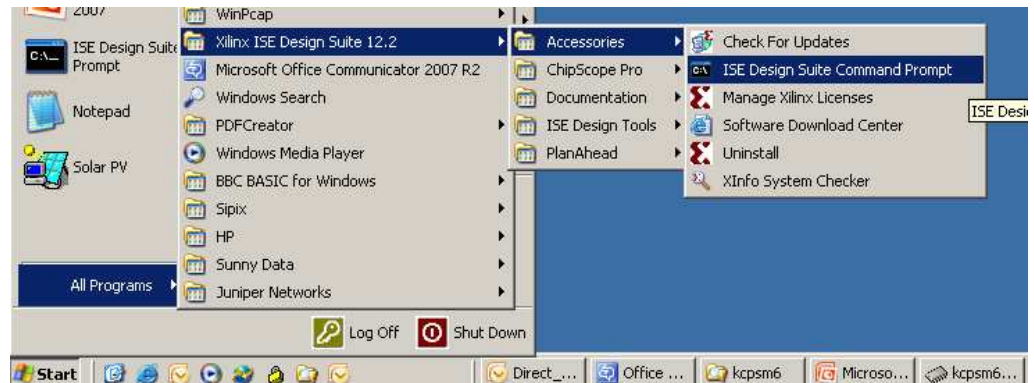 2007
ISE Design Suite
Prompt
Notepad
Solar PV
All Programs
WinPcap
Xilinx ISE Design Suite 12.2
Microsoft Office Communicator 2007 R2
Windows Search
PDFCreator
Windows Media Player
BBC BASIC for Windows
Sipix
HP
Sunny Data
Juniper Networks
Accessories
ChipScope Pro
Documentation
ISE Design Tools
PlanAhead
Check For Updates
ISE Design Suite Command Prompt
Manage Xilinx Licenses
Software Download Center
Uninstall
XInfo System Checker
ISE Desi
Log Off
Shut Down
Start
Direct_...
Office ...
kcpsm6
Microso...
kcpsm6...